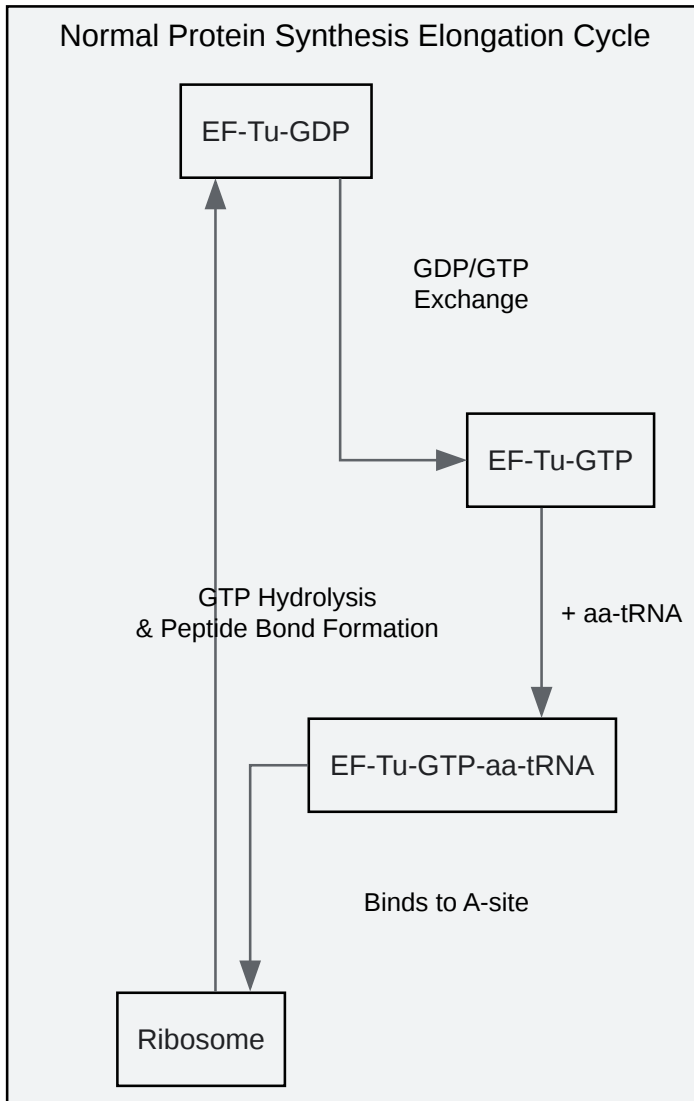 Normal Protein Synthesis Elongation Cycle
EF-Tu-GDP
GDP/GTP
Exchange
EF-Tu-GTP
GTP Hydrolysis
& Peptide Bond Formation
+ aa-tRNA
EF-Tu-GTP-aa-tRNA
Binds to A-site
Ribosome